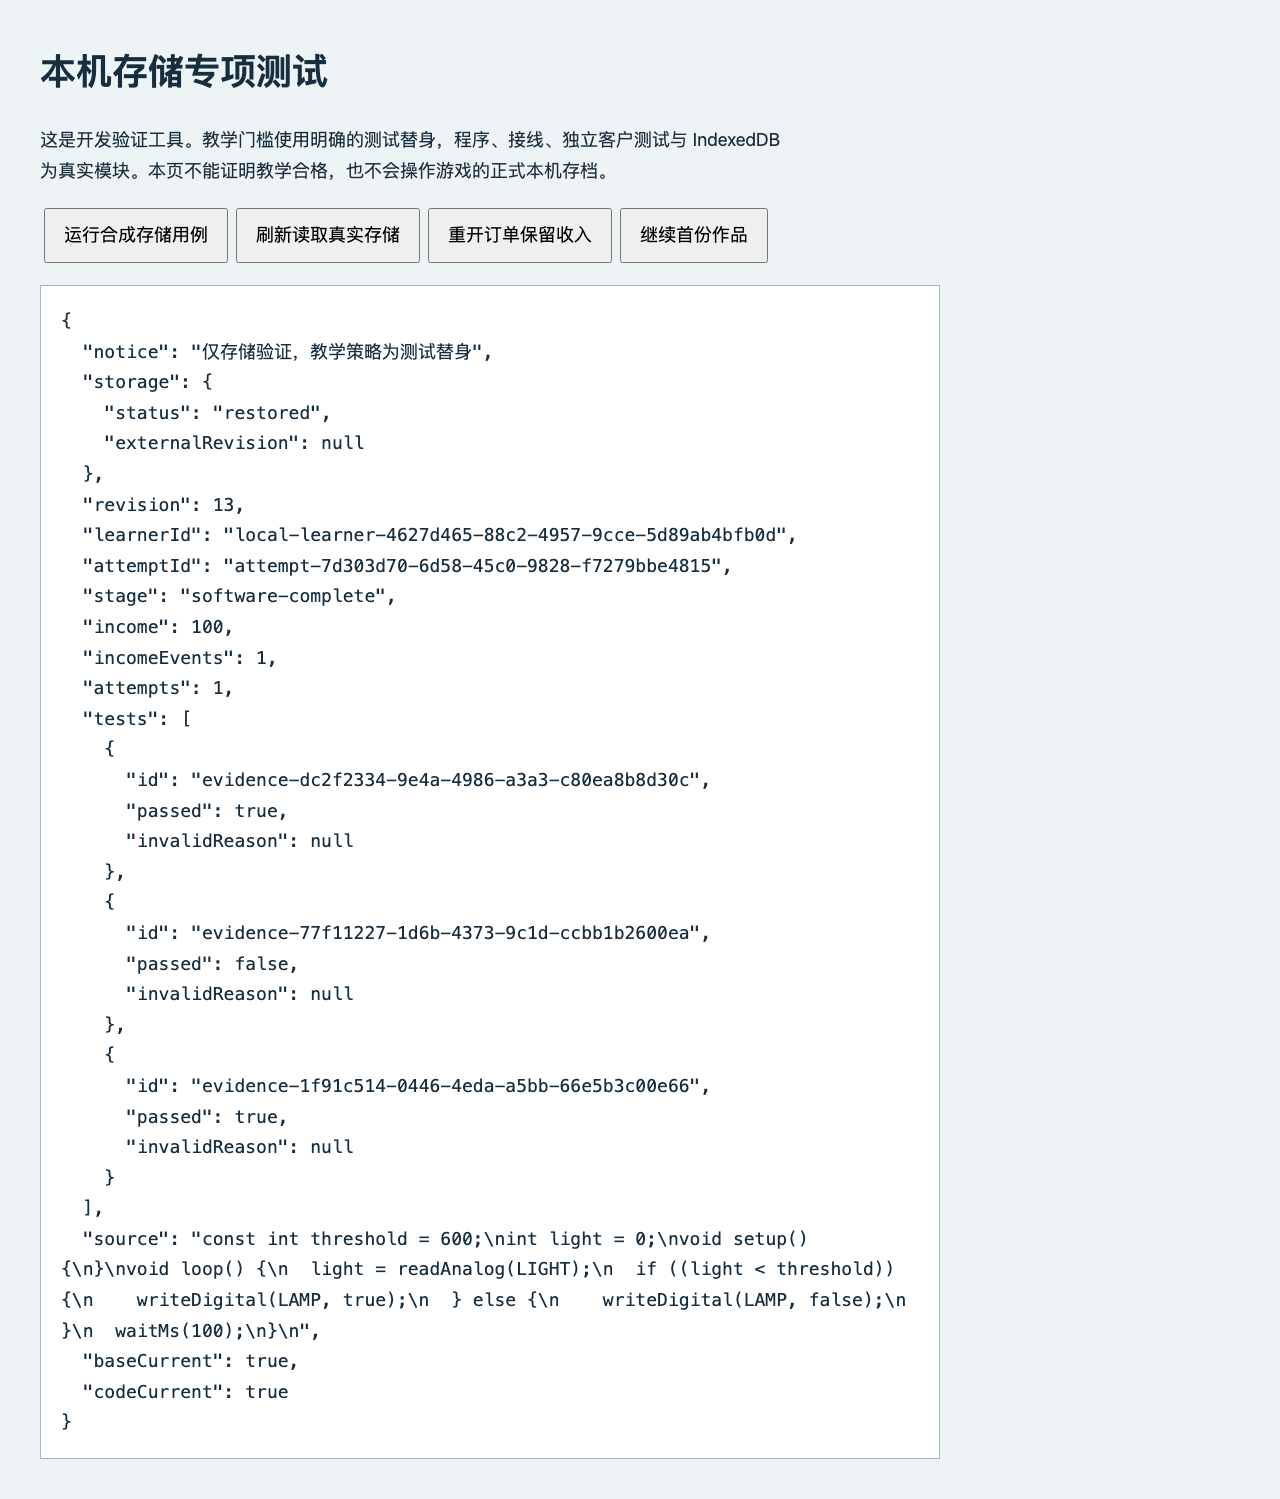 本机存储专项测试
这是开发验证工具。教学门槛使用明确的测试替身，程序、接线、独立客户测试与 IndexedDB
为真实模块。本页不能证明教学合格，也不会操作游戏的正式本机存档。
运行合成存储用例 刷新读取真实存储 重开订单保留收入 继续首份作品
{
  "notice": "仅存储验证，教学策略为测试替身",
  "storage": {
    "status": "restored",
    "externalRevision": null
  },
  "revision": 13,
  "learnerId": "local-learner-4627d465-88c2-4957-9cce-5d89ab4bfb0d",
  "attemptId": "attempt-7d303d70-6d58-45c0-9828-f7279bbe4815",
  "stage": "software-complete",
  "income": 100,
  "incomeEvents": 1,
  "attempts": 1,
  "tests": [
    {
      "id": "evidence-dc2f2334-9e4a-4986-a3a3-c80ea8b8d30c",
      "passed": true,
      "invalidReason": null
    },
    {
      "id": "evidence-77f11227-1d6b-4373-9c1d-ccbb1b2600ea",
      "passed": false,
      "invalidReason": null
    },
    {
      "id": "evidence-1f91c514-0446-4eda-a5bb-66e5b3c00e66",
      "passed": true,
      "invalidReason": null
    }
  ],
  "source": "const int threshold = 600;\nint light = 0;\nvoid setup()
{\n}\nvoid loop() {\n  light = readAnalog(LIGHT);\n  if ((light < threshold))
{\n    writeDigital(LAMP, true);\n  } else {\n    writeDigital(LAMP, false);\n
}\n  waitMs(100);\n}\n",
  "baseCurrent": true,
  "codeCurrent": true
}